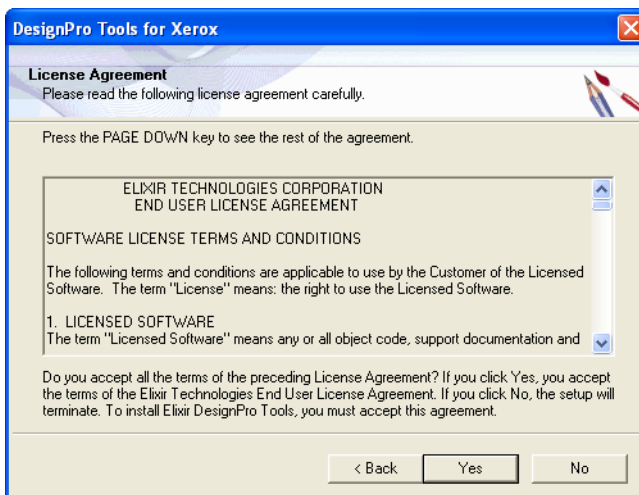 DesignPro Tools for Xerox
License Agreement
Please read the following license agreement carefully.
Press the PAGE DOWN key to see the rest of the agreement.
ELIXIR TECHNOLOGIES CORPORATION
END USER LICENSE AGREEMENT
SOFTWARE LICENSE TERMS AND CONDITIONS
The following terms and conditions are applicable to use by the Customer of the Licensed
Software.  The term "License" means: the right to use the Licensed Software.
1.  LICENSED SOFTWARE
The term "Licensed Software" means any or all object code, support documentation and
Do you accept all the terms of the preceding License Agreement? If you click Yes, you accept
the terms of the Elixir Technologies End User License Agreement. If you click No, the setup will
terminate. To install Elixir DesignPro Tools, you must accept this agreement.
< Back Yes No